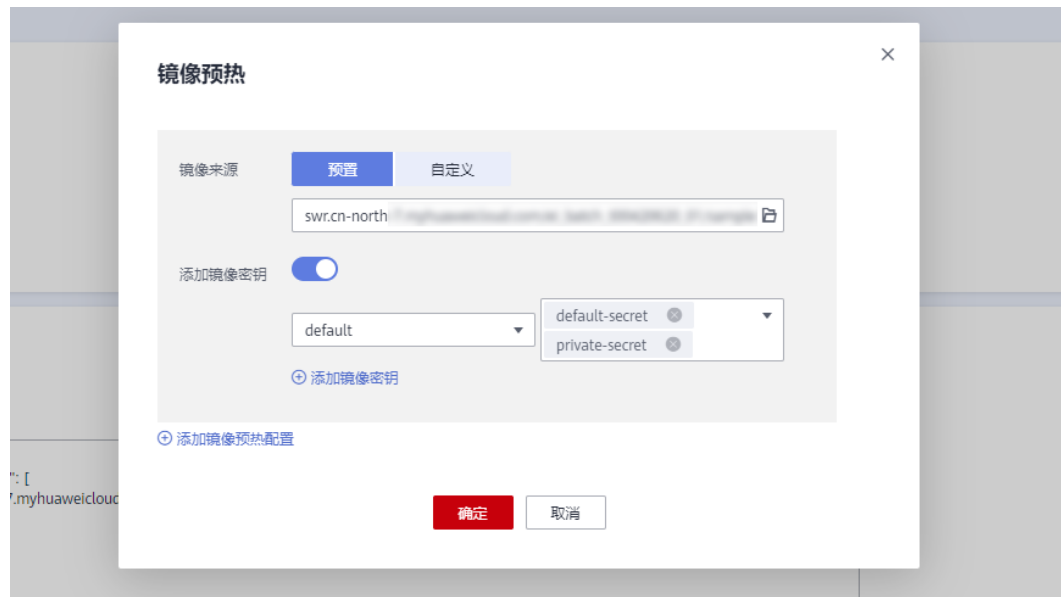 镜像预热
镜像来源
预置
自定义
swr.cn-north
添加镜像密钥
default
default-secret
private-secret
添加镜像密钥
添加镜像预热配置
": [
7.myhuaweicloud
确定
取消